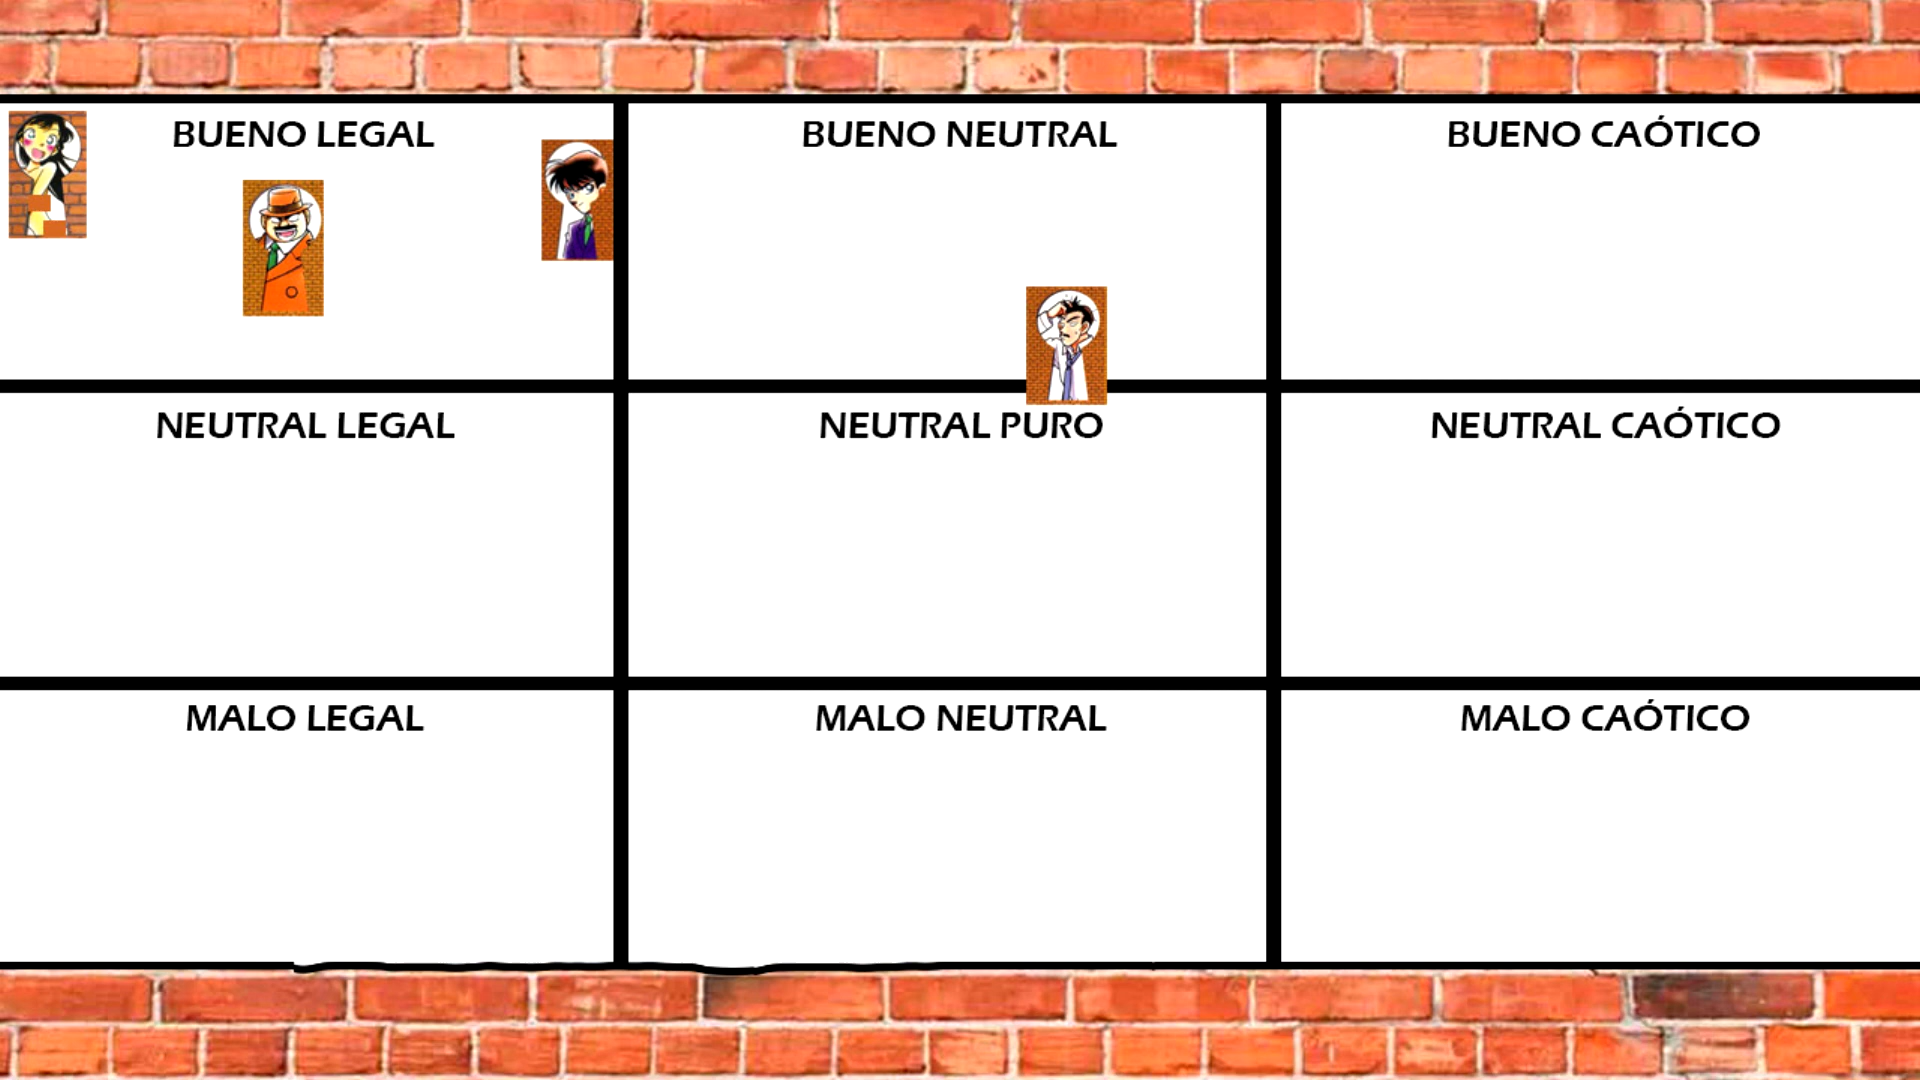 BUENO LEGAL
BUENO NEUTRAL
BUENO CAÓTICO
NEUTRAL LEGAL
NEUTRAL PURO
NEUTRAL CAÓTICO
MALO LEGAL
MALO NEUTRAL
MALO CAÓTICO